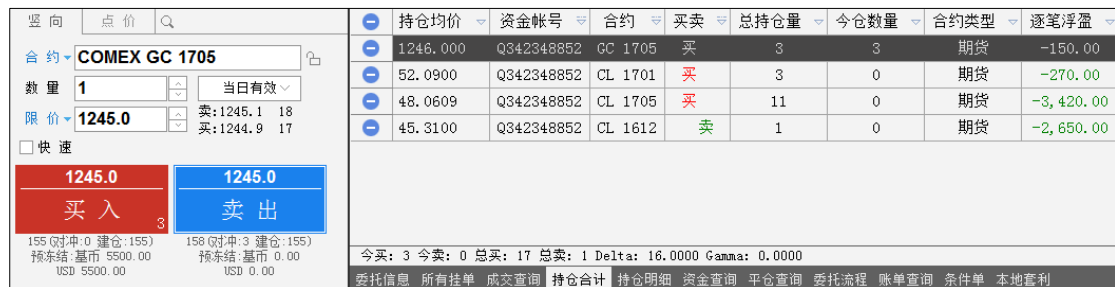 竖 向 点 价
合 约 COMEX GC 1705
数 量 1 当日有效
限 价 1245.0 卖:1245.1 18
买:1244.9 17
快 速
1245.0 1245.0
买 入 3 卖 出
155(对冲:0 建仓:155) 158(对冲:3 建仓:155)
预冻结:基币 5500.00 预冻结:基币 0.00
USD 5500.00 USD 0.00
持仓均价 资金帐号 合约 买卖 总持仓量 今仓数量 合约类型 逐笔浮盈
1246.000 Q342348852 GC 1705 买 3 3 期货 -150.00
52.0900 Q342348852 CL 1701 买 3 0 期货 -270.00
48.0609 Q342348852 CL 1705 买 11 0 期货 -3,420.00
45.3100 Q342348852 CL 1612 卖 1 0 期货 -2,650.00
今买: 3 今卖: 0 总买: 17 总卖: 1 Delta: 16.0000 Gamma: 0.0000
委托信息 所有挂单 成交查询 持仓合计 持仓明细 资金查询 平仓查询 委托流程 账单查询 条件单 本地套利